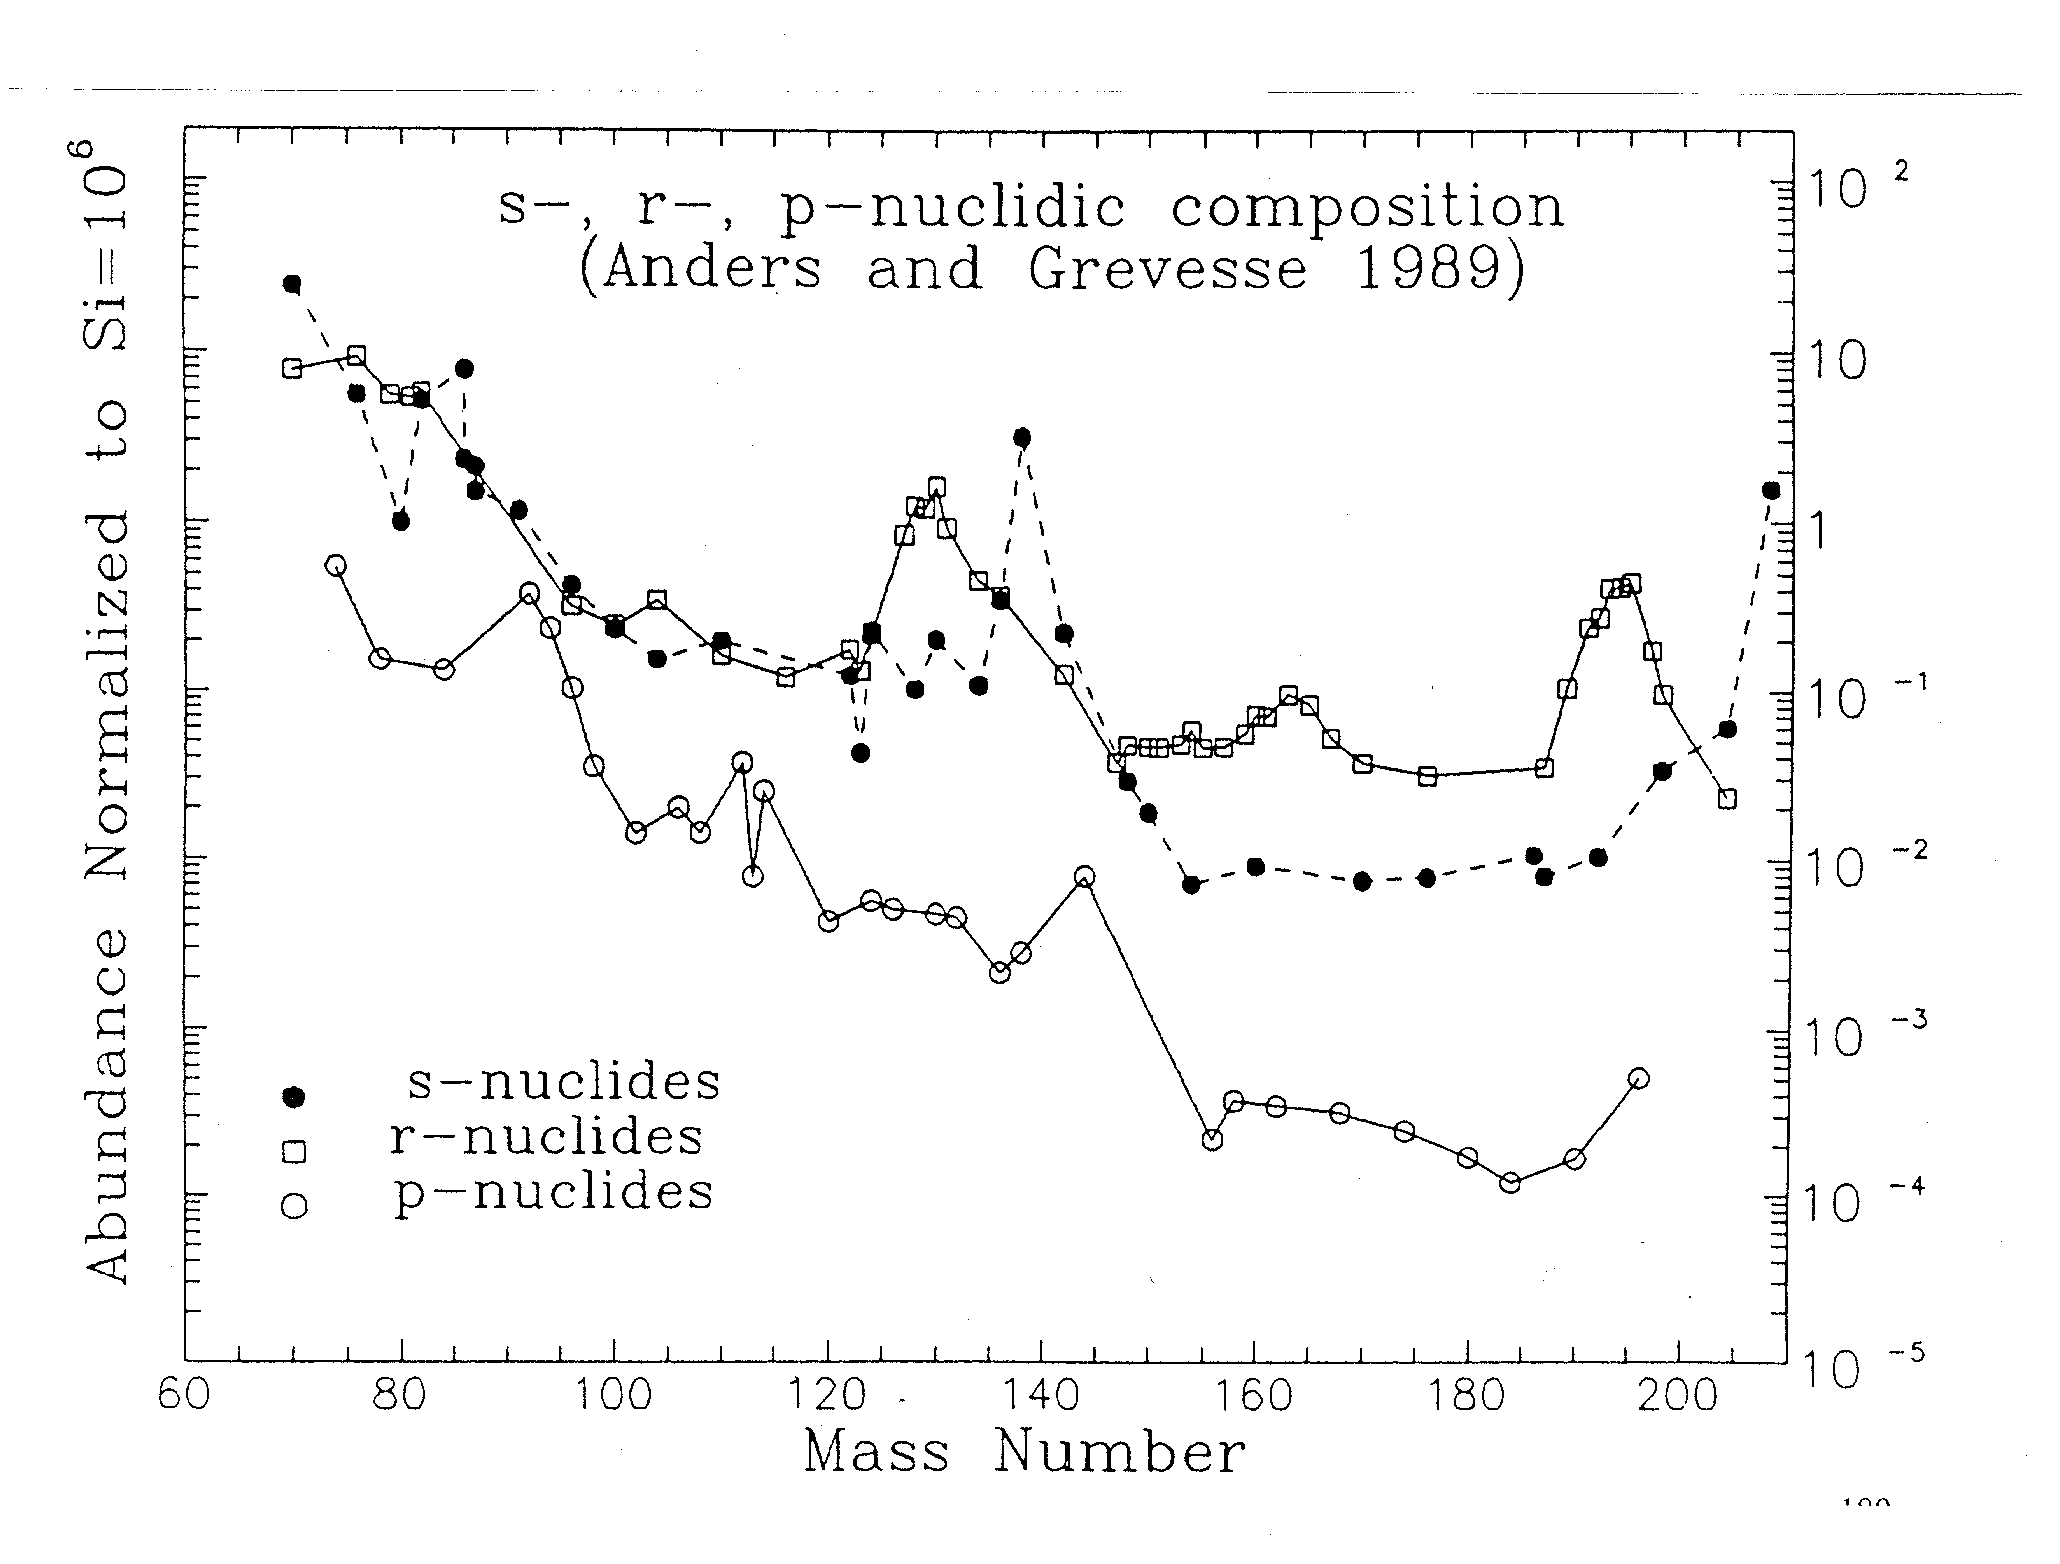 s-, r-, p-nuclidic composition
(Anders and Grevesse 1989)
Abundance Normalized to Si=10^6
10^2
10
1
10^-1
10^-2
10^-3
10^-4
10^-5
s-nuclides
r-nuclides
p-nuclides
60 80 100 120 140 160 180 200
Mass Number